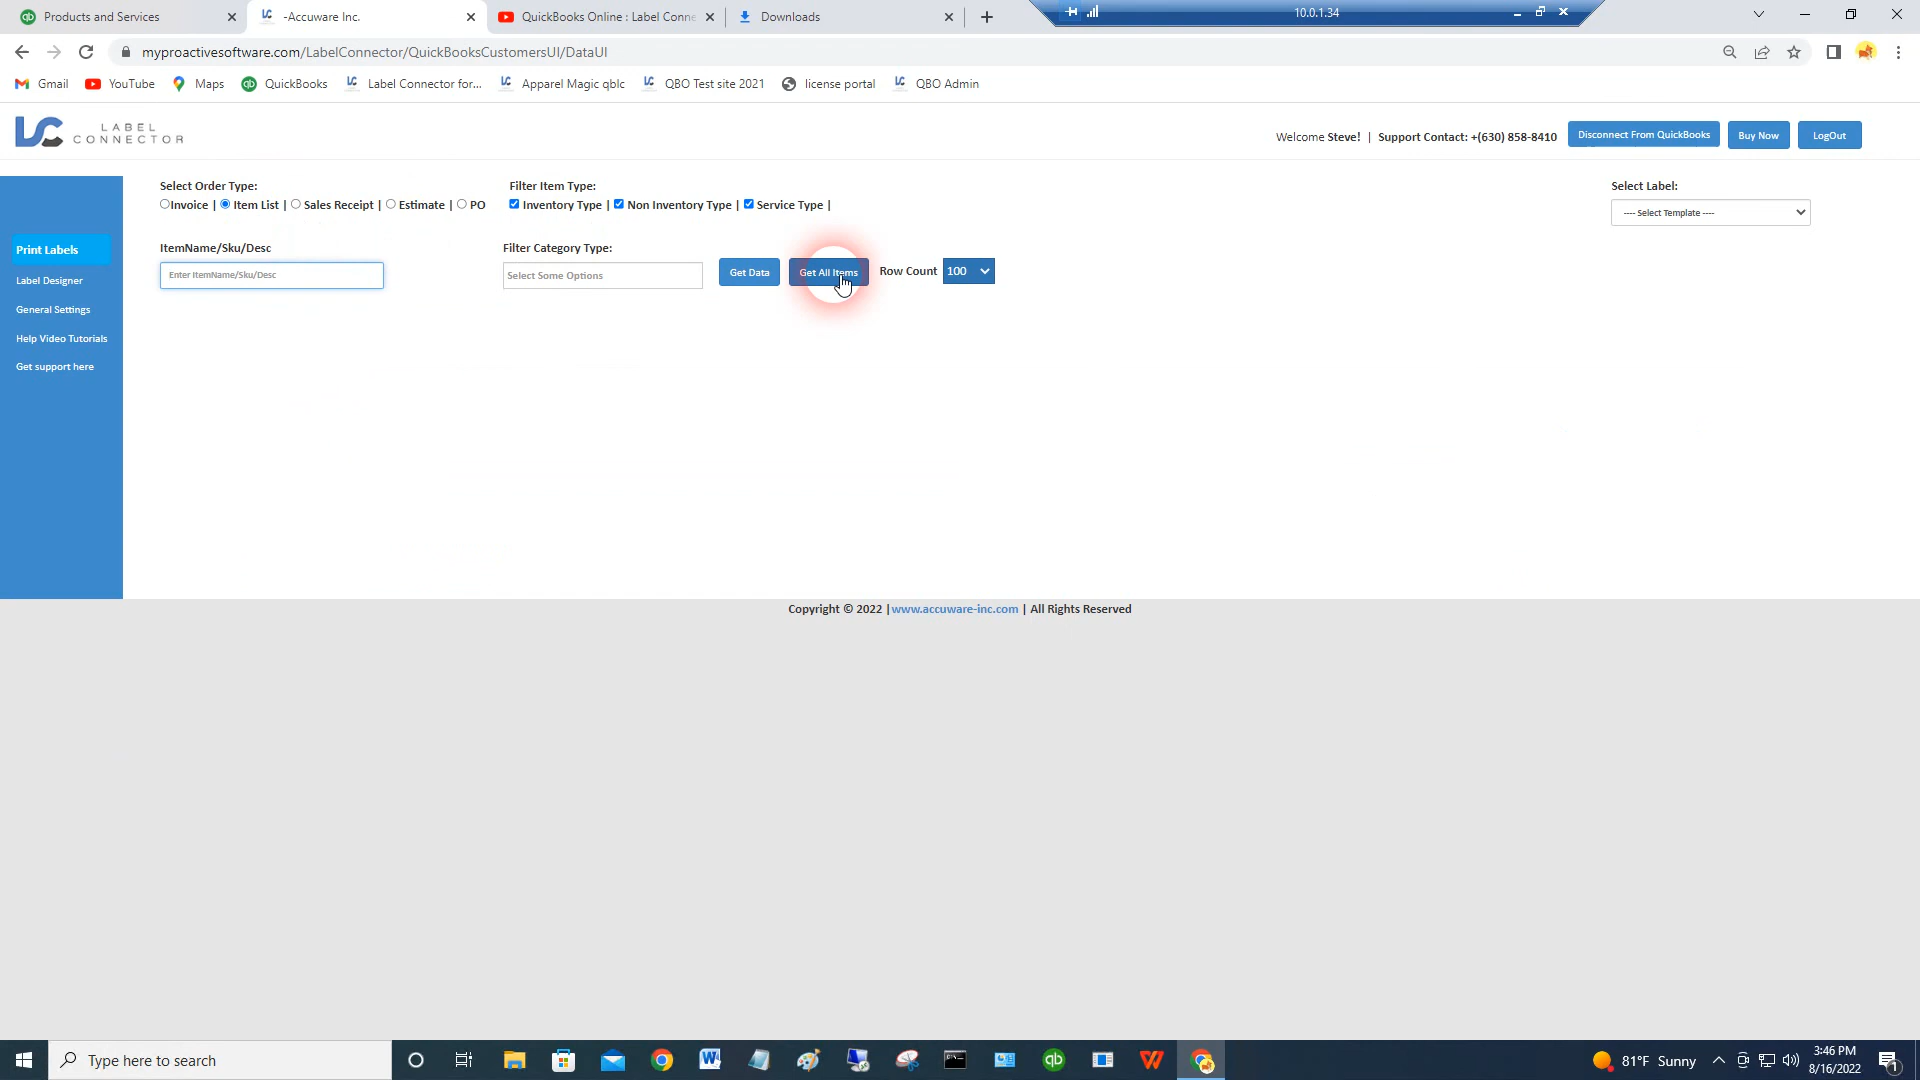 Products and Services
-Accuware Inc.
QuickBooks Online : Label Conne
Downloads
10.0.1.34
myproactivesoftware.com/LabelConnector/QuickBooksCustomersUI/DataUI
Gmail YouTube Maps QuickBooks Label Connector for... Apparel Magic qblc QBO Test site 2021 license portal QBO Admin
LC LABEL CONNECTOR
Welcome Steve! | Support Contact: +(630) 858-8410 Disconnect From QuickBooks Buy Now LogOut
Select Order Type: Filter Item Type: Select Label:
Invoice | Item List | Sales Receipt | Estimate | PO Inventory Type | Non Inventory Type | Service Type |
---- Select Template ----
Print Labels
Label Designer
General Settings
Help Video Tutorials
Get support here
ItemName/Sku/Desc Filter Category Type:
Enter ItemName/Sku/Desc Select Some Options Get Data Get All Items Row Count 100
Copyright © 2022 |www.accuware-inc.com | All Rights Reserved
Type here to search
81°F Sunny
3:46 PM
8/16/2022
1